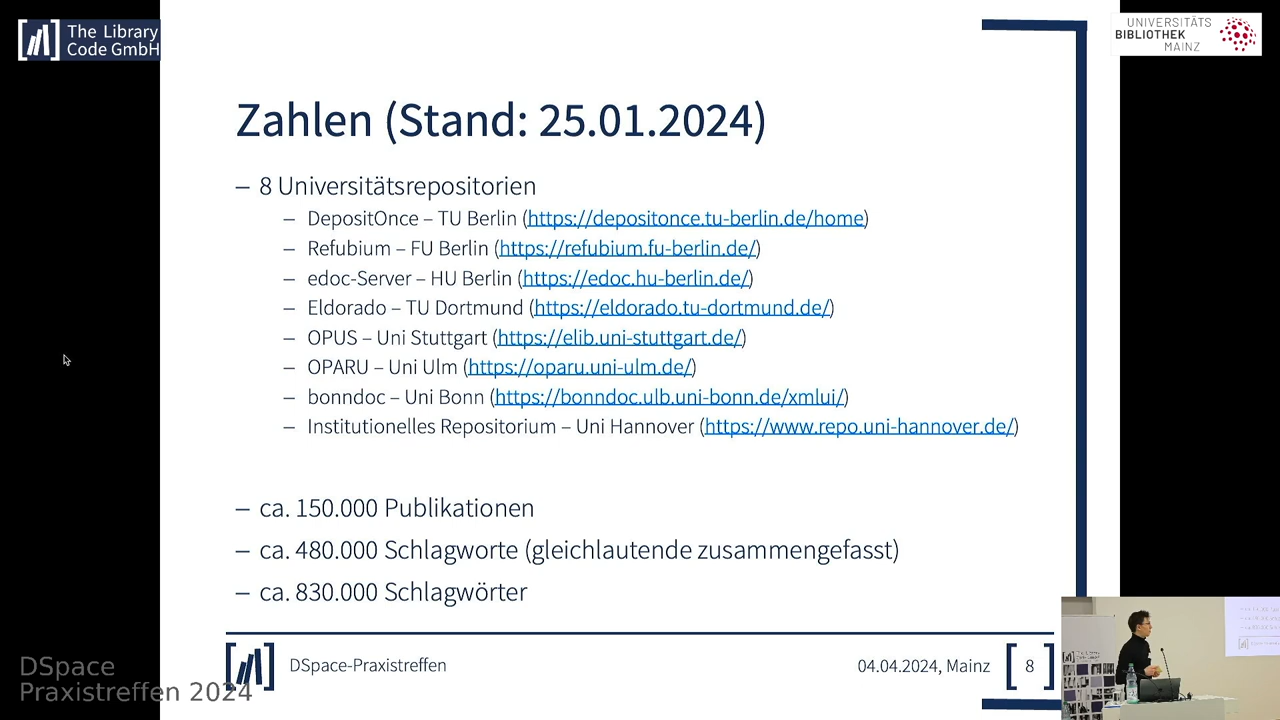 The Library
Code GmbH
UNIVERSITÄTS
BIBLIOTHEK
MAINZ
Zahlen (Stand: 25.01.2024)
– 8 Universitätsrepositorien
– DepositOnce – TU Berlin (https://depositonce.tu-berlin.de/home)
– Refubium – FU Berlin (https://refubium.fu-berlin.de/)
– edoc-Server – HU Berlin (https://edoc.hu-berlin.de/)
– Eldorado – TU Dortmund (https://eldorado.tu-dortmund.de/)
– OPUS – Uni Stuttgart (https://elib.uni-stuttgart.de/)
– OPARU – Uni Ulm (https://oparu.uni-ulm.de/)
– bonndoc – Uni Bonn (https://bonndoc.ulb.uni-bonn.de/xmlui/)
– Institutionelles Repositorium – Uni Hannover (https://www.repo.uni-hannover.de/)
– ca. 150.000 Publikationen
– ca. 480.000 Schlagworte (gleichlautende zusammengefasst)
– ca. 830.000 Schlagwörter
DSpace-Praxistreffen
04.04.2024, Mainz
8
DSpace
Praxistreffen 2024